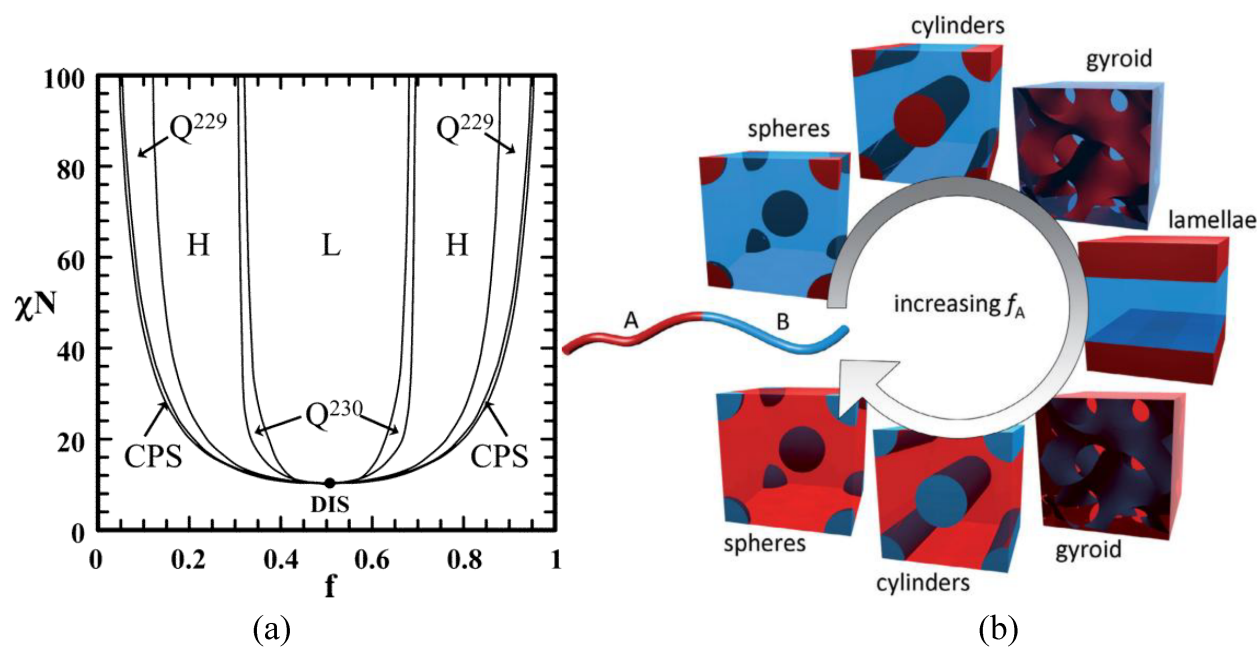 100
80
60
40
20
0
χN
0
0.2
0.4
0.6
0.8
1
f
Q²²⁹
Q²²⁹
H
L
H
Q²³⁰
CPS
CPS
DIS
(a)
cylinders
gyroid
spheres
lamellae
A
B
increasing fA
spheres
cylinders
gyroid
(b)